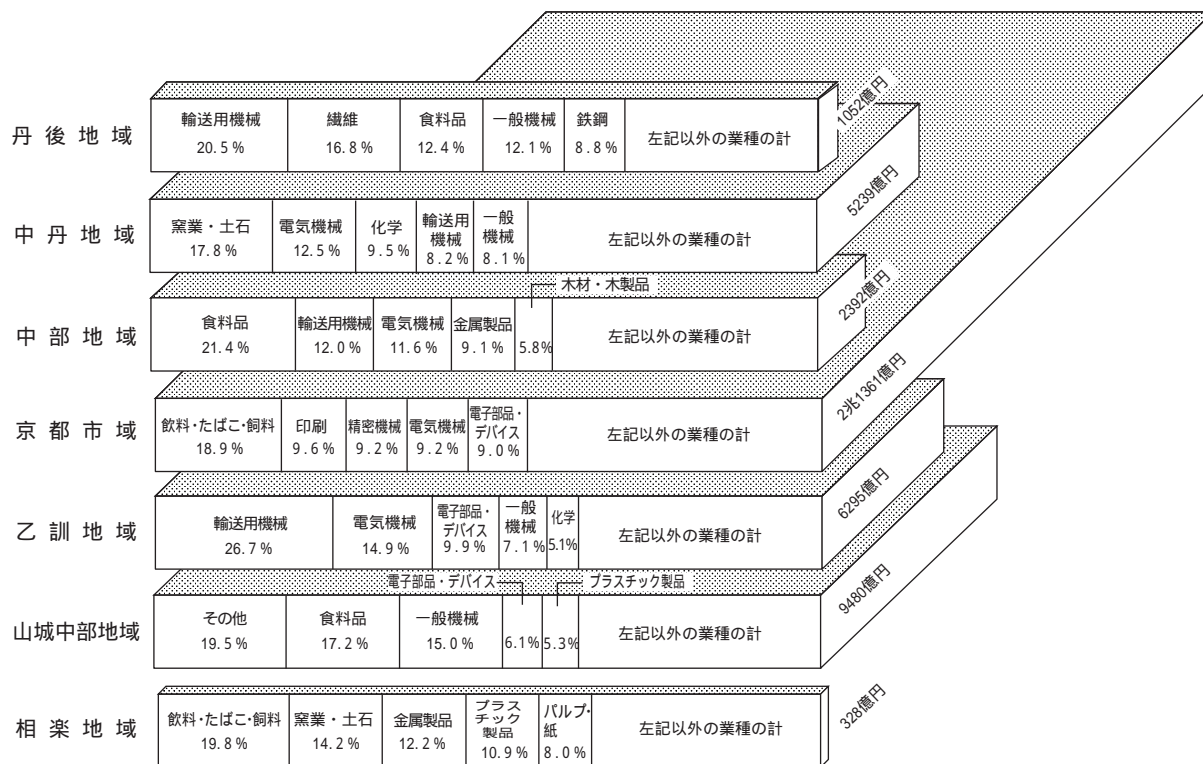 丹後地域
輸送用機械
20.5%
繊維
16.8%
食料品
12.4%
一般機械
12.1%
鉄鋼
8.8%
左記以外の業種の計
1052億円
中丹地域
窯業・土石
17.8%
電気機械
12.5%
化学
9.5%
輸送用
機械
8.2%
一般
機械
8.1%
左記以外の業種の計
5239億円
中部地域
食料品
21.4%
輸送用機械
12.0%
電気機械
11.6%
金属製品
9.1%
木材・木製品
5.8%
左記以外の業種の計
2392億円
京都市域
飲料・たばこ・飼料
18.9%
印刷
9.6%
精密機械
9.2%
電気機械
9.2%
電子部品・
デバイス
9.0%
左記以外の業種の計
2兆1361億円
乙訓地域
輸送用機械
26.7%
電気機械
14.9%
電子部品・
デバイス
9.9%
一般
機械
7.1%
化学
5.1%
左記以外の業種の計
6295億円
山城中部地域
その他
19.5%
食料品
17.2%
一般機械
15.0%
電子部品・デバイス
6.1%
プラスチック製品
5.3%
左記以外の業種の計
9480億円
相楽地域
飲料・たばこ・飼料
19.8%
窯業・土石
14.2%
金属製品
12.2%
プラス
チック
製品
10.9%
パルプ・
紙
8.0%
左記以外の業種の計
328億円